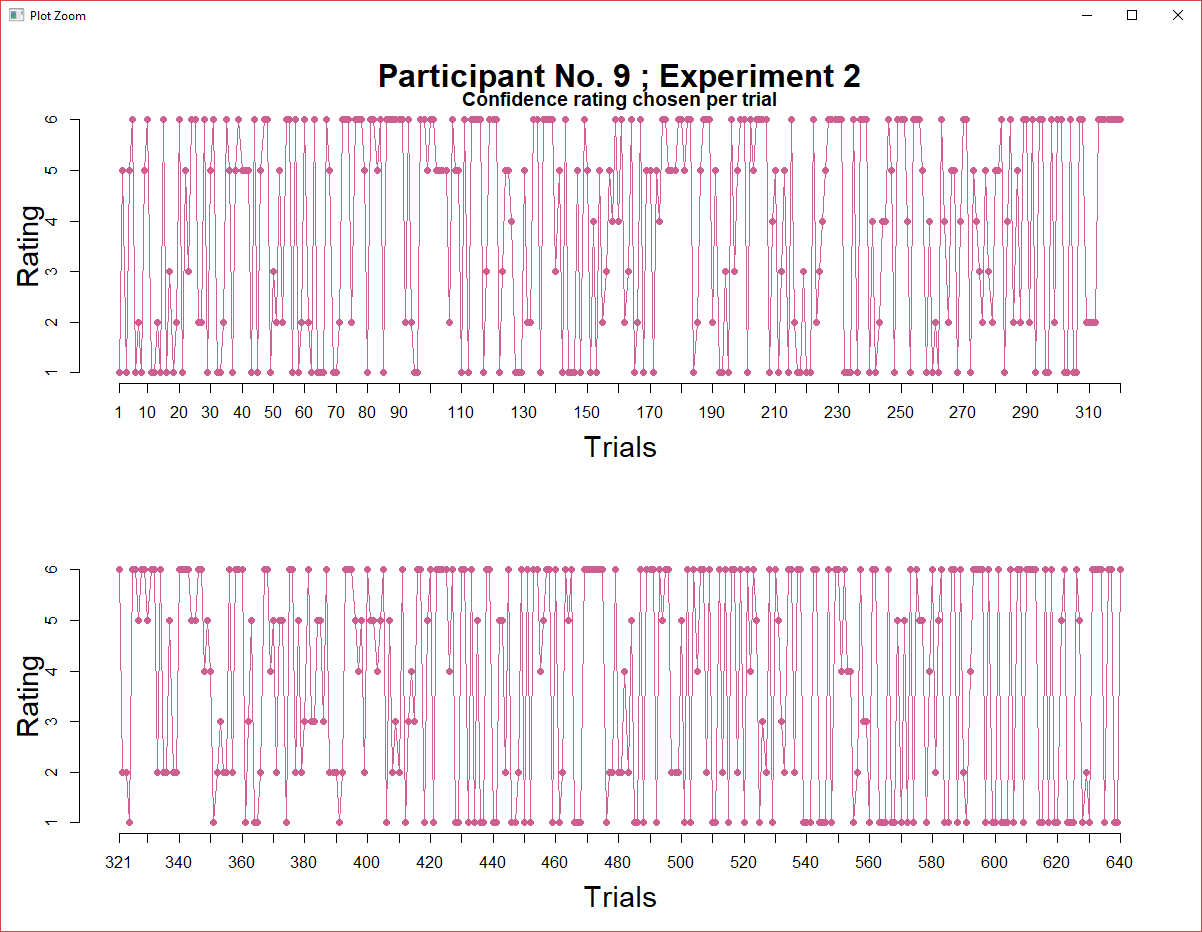 Plot Zoom
Participant No. 9 ; Experiment 2
Confidence rating chosen per trial
Rating
6
5
4
3
2
1
1 10 20 30 40 50 60 70 80 90 110 130 150 170 190 210 230 250 270 290 310
Trials
Rating
6
5
4
3
2
1
321 340 360 380 400 420 440 460 480 500 520 540 560 580 600 620 640
Trials